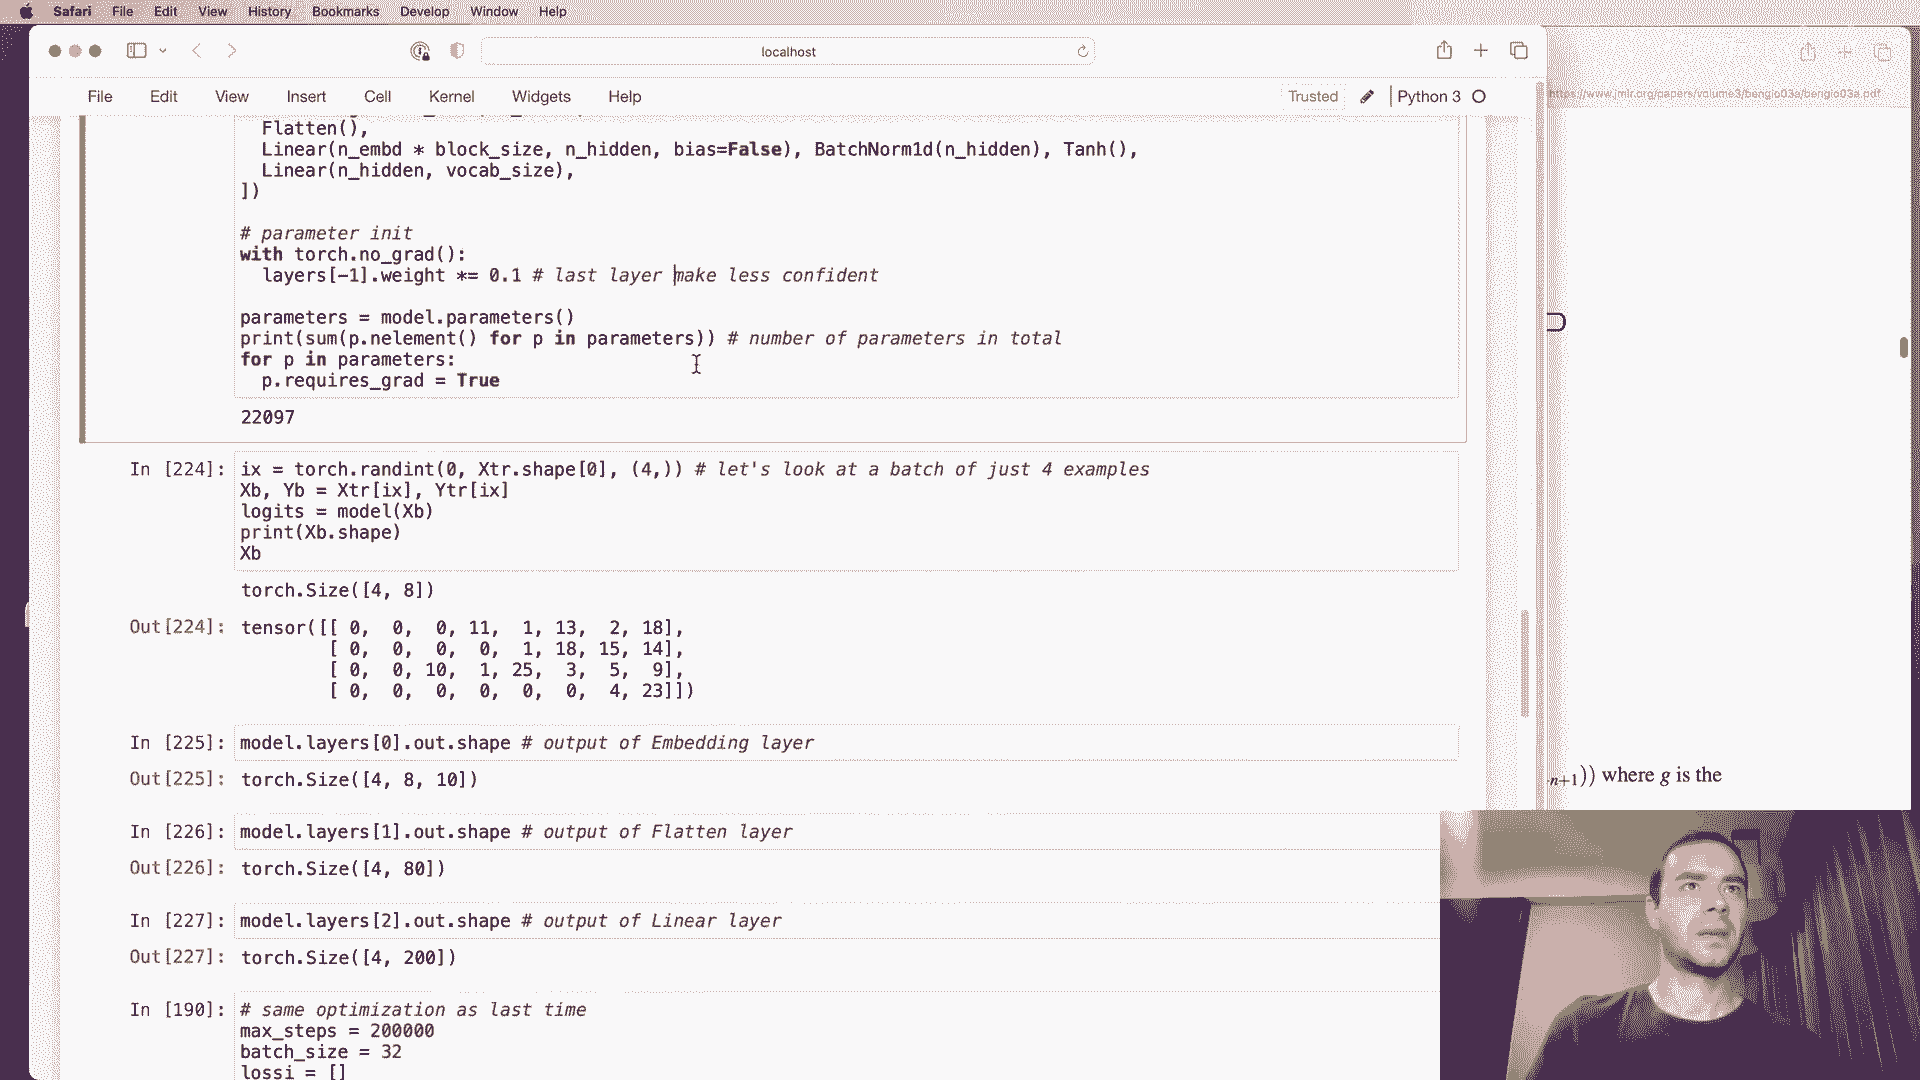 Safari File Edit View History Bookmarks Develop Window Help
localhost
File Edit View Insert Cell Kernel Widgets Help Trusted Python 3
https://www.jmlr.org/papers/volume3/bengio03a/bengio03a.pdf
Flatten(),
Linear(n_embd * block_size, n_hidden, bias=False), BatchNorm1d(n_hidden), Tanh(),
Linear(n_hidden, vocab_size),
])
# parameter init
with torch.no_grad():
layers[-1].weight *= 0.1 # last layer make less confident
parameters = model.parameters()
print(sum(p.nelement() for p in parameters)) # number of parameters in total
for p in parameters:
p.requires_grad = True
22097
In [224]: ix = torch.randint(0, Xtr.shape[0], (4,)) # let's look at a batch of just 4 examples
Xb, Yb = Xtr[ix], Ytr[ix]
logits = model(Xb)
print(Xb.shape)
Xb
torch.Size([4, 8])
Out[224]: tensor([[ 0, 0, 0, 11, 1, 13, 2, 18],
[ 0, 0, 0, 0, 1, 18, 15, 14],
[ 0, 0, 10, 1, 25, 3, 5, 9],
[ 0, 0, 0, 0, 0, 0, 4, 23]])
In [225]: model.layers[0].out.shape # output of Embedding layer
Out[225]: torch.Size([4, 8, 10])
-n+1)) where g is the
In [226]: model.layers[1].out.shape # output of Flatten layer
Out[226]: torch.Size([4, 80])
In [227]: model.layers[2].out.shape # output of Linear layer
Out[227]: torch.Size([4, 200])
In [190]: # same optimization as last time
max_steps = 200000
batch_size = 32
lossi = []